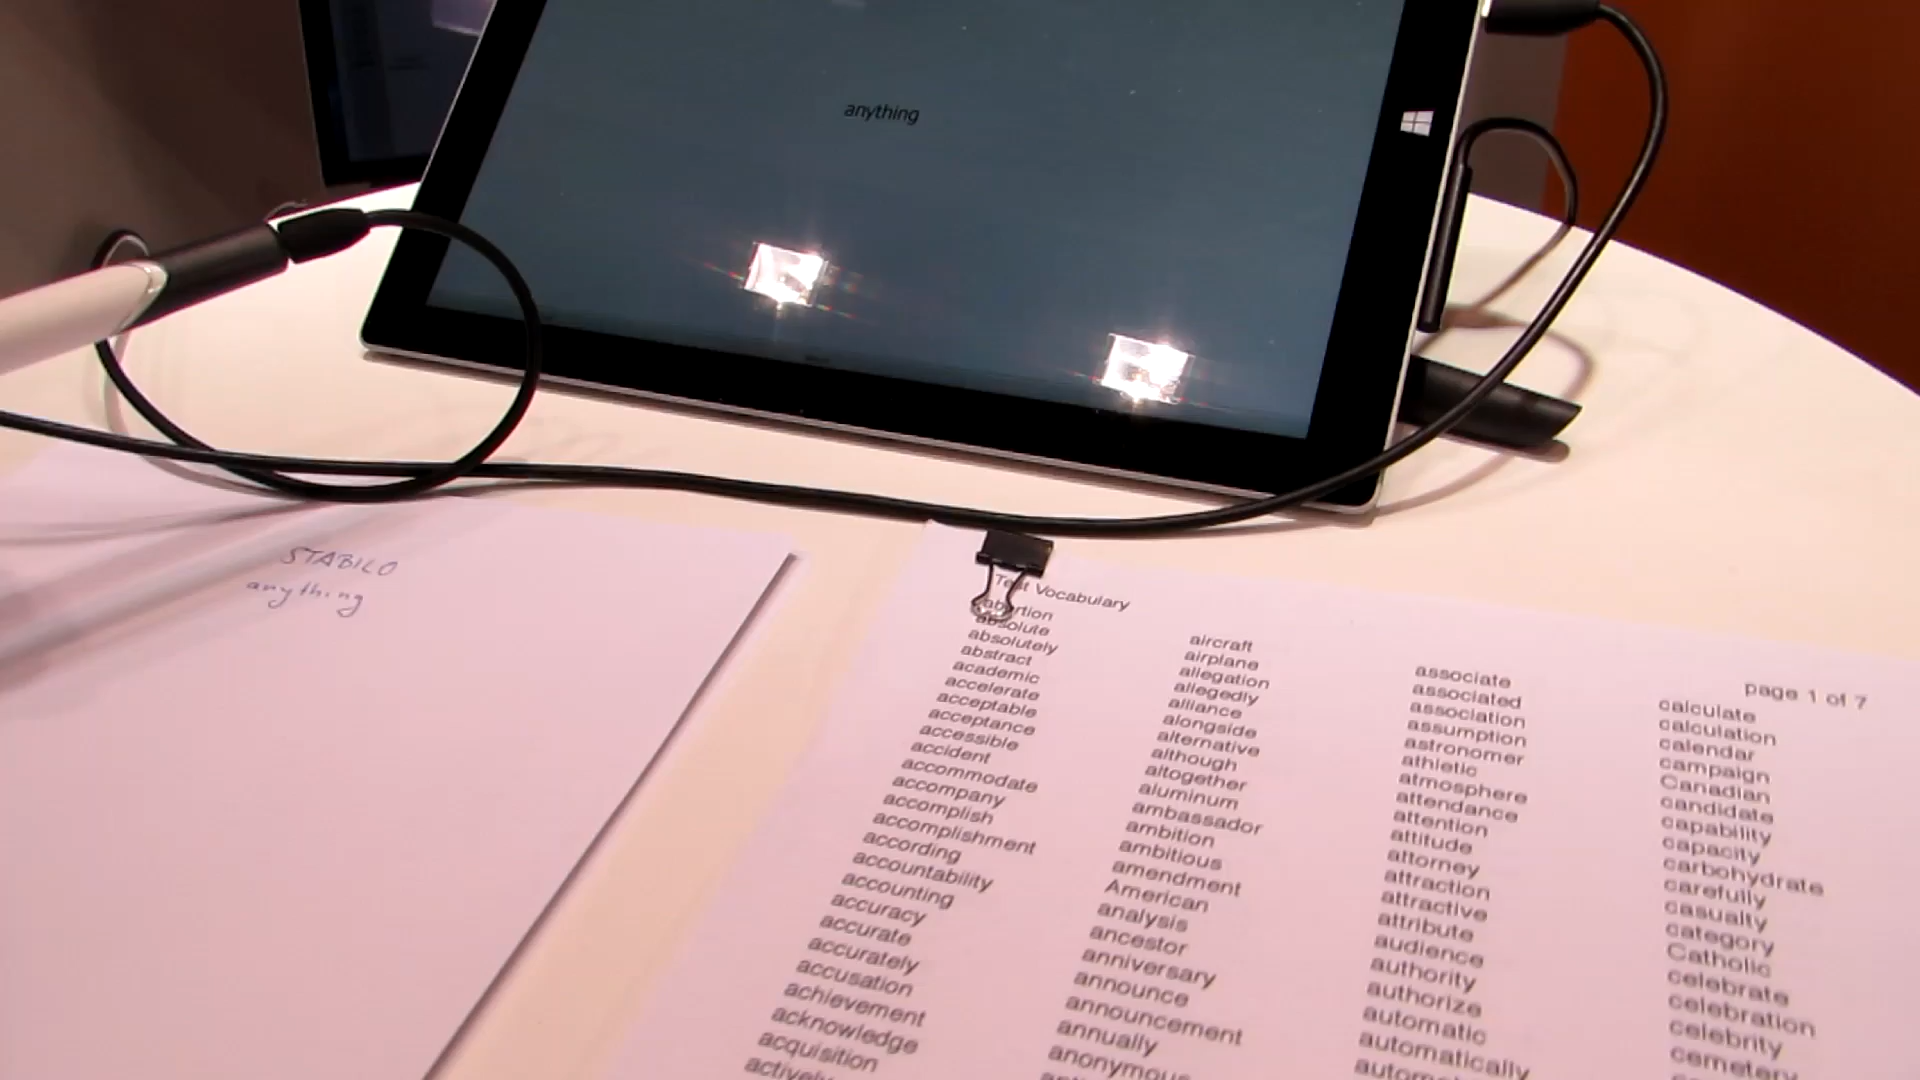 anything
STABILO
anything
Test Vocabulary
page 1 of 7
abortion
absolute
absolutely
abstract
academic
accelerate
acceptable
acceptance
accessible
accident
accommodate
accompany
accomplish
accomplishment
according
accountability
accounting
accuracy
accurate
accurately
accusation
achievement
acknowledge
acquisition
actively
aircraft
airplane
allegation
allegedly
alliance
alongside
alternative
although
altogether
aluminum
ambassador
ambition
ambitious
amendment
American
analysis
ancestor
anniversary
announce
announcement
annually
anonymous
associate
associated
association
assumption
astronomer
athletic
atmosphere
attendance
attention
attitude
attorney
attraction
attractive
attribute
audience
authority
authorize
automatic
automatically
calculate
calculation
calendar
campaign
Canadian
candidate
capability
capacity
carbohydrate
carefully
casualty
category
Catholic
celebrate
celebration
celebrity
cemetery